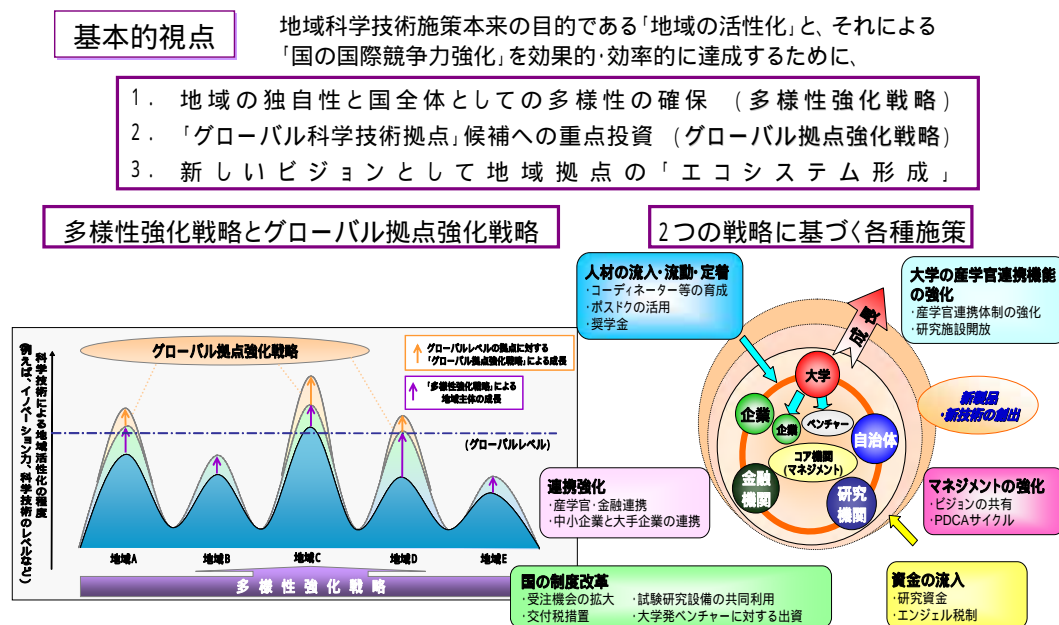 基本的視点
地域科学技術施策本来の目的である「地域の活性化」と、それによる
「国の国際競争力強化」を効果的・効率的に達成するために、
1. 地域の独自性と国全体としての多様性の確保 (多様性強化戦略)
2. 「グローバル科学技術拠点」候補への重点投資 (グローバル拠点強化戦略)
3. 新しいビジョンとして地域拠点の「エコシステム形成」
多様性強化戦略とグローバル拠点強化戦略
科学技術による地域活性化の程度
(例えば、イノベーション力、科学技術のレベルなど)
グローバル拠点強化戦略
グローバルレベルの拠点に対する
「グローバル拠点強化戦略」による成長
「多様性強化戦略」による
地域主体の成長
(グローバルレベル)
地域A
地域B
地域C
地域D
地域E
多様性強化戦略
2つの戦略に基づく各種施策
人材の流入・流動・定着
・コーディネーター等の育成
・ポスドクの活用
・奨学金
大学の産学官連携機能
の強化
・産学官連携体制の強化
・研究施設開放
成長
大学
企業
企業
ベンチャー
自治体
コア機関
(マネジメント)
金融
機関
研究
機関
新製品
・新技術の創出
連携強化
・産学官・金融連携
・中小企業と大手企業の連携
マネジメントの強化
・ビジョンの共有
・PDCAサイクル
国の制度改革
・受注機会の拡大 ・試験研究設備の共同利用
・交付税措置 ・大学発ベンチャーに対する出資
資金の流入
・研究資金
・エンジェル税制